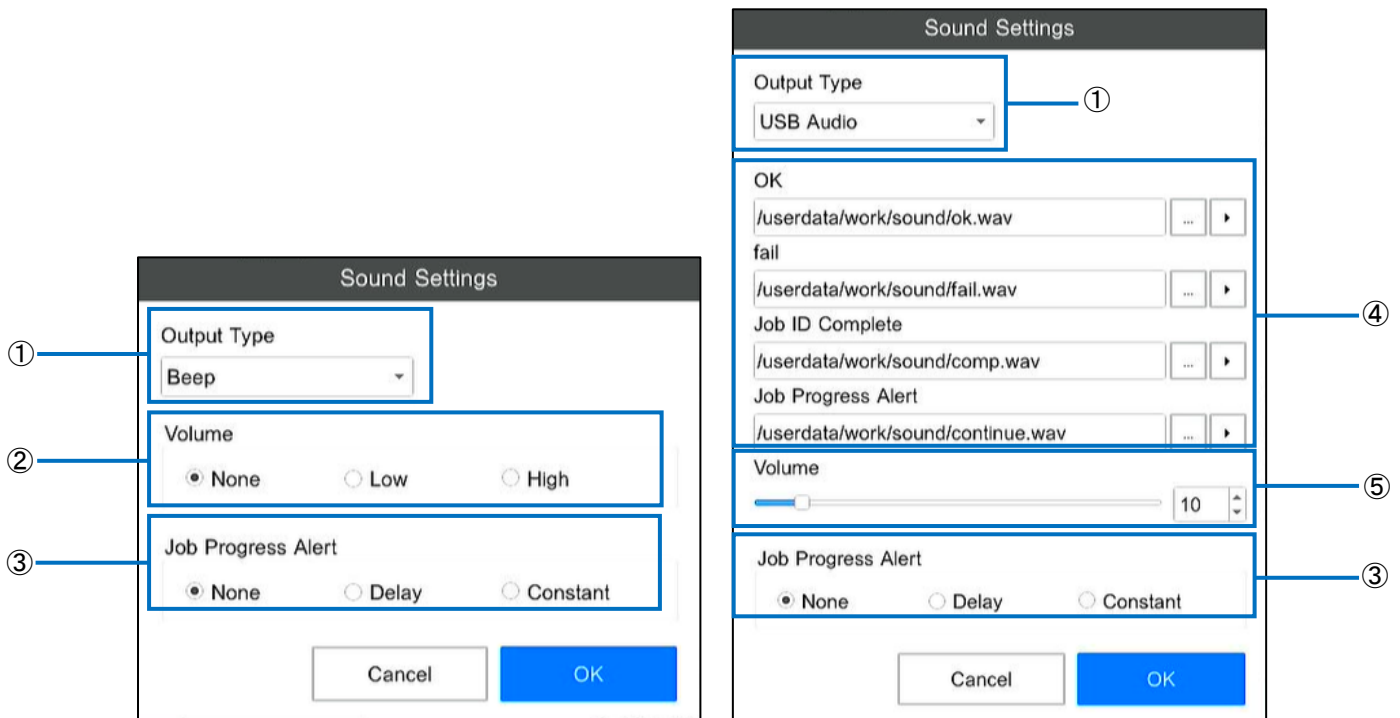 Sound Settings
① Output Type
Beep
② Volume
None Low High
③ Job Progress Alert
None Delay Constant
Cancel OK
Sound Settings
Output Type ①
USB Audio
OK
/userdata/work/sound/ok.wav ...
fail
/userdata/work/sound/fail.wav ...
④
Job ID Complete
/userdata/work/sound/comp.wav ...
Job Progress Alert
/userdata/work/sound/continue.wav ...
Volume ⑤
10
Job Progress Alert ③
None Delay Constant
Cancel OK